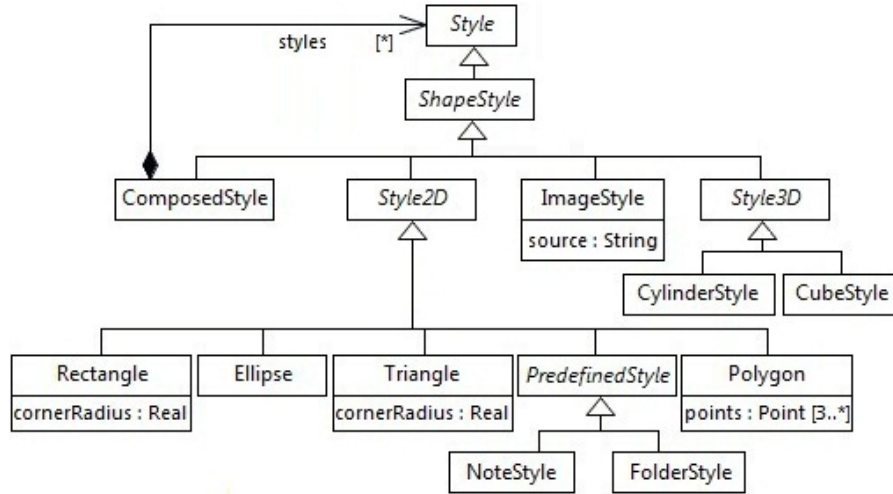 Style
styles [*]
ShapeStyle
ComposedStyle Style2D ImageStyle Style3D
source : String
CylinderStyle CubeStyle
Rectangle Ellipse Triangle PredefinedStyle Polygon
cornerRadius : Real cornerRadius : Real points : Point [3..*]
NoteStyle FolderStyle